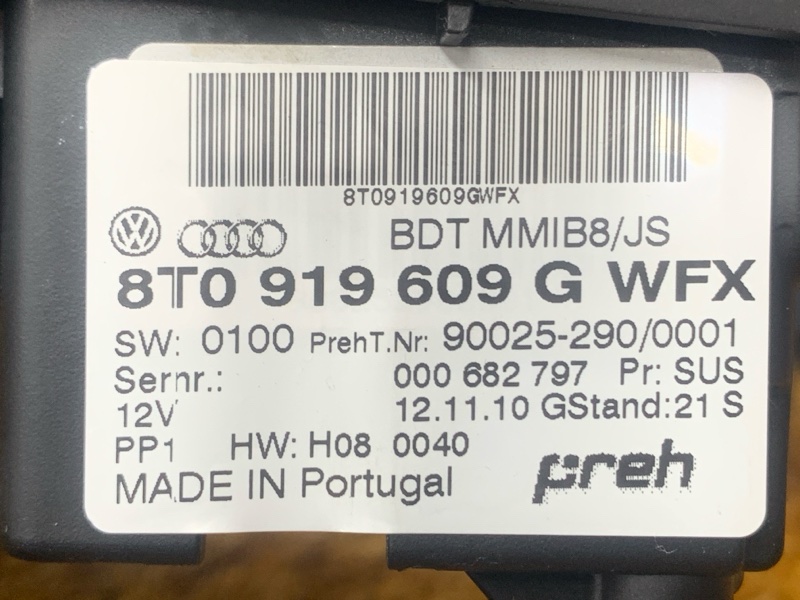 8T0919609GWFX
BDT MMIB8/JS
8T0 919 609 G WFX
SW: 0100 PrehT.Nr: 90025-290/0001
Sernr.: 000 682 797 Pr: SUS
12V 12.11.10 GStand:21 S
PP1 HW: H08 0040
MADE IN Portugal
preh